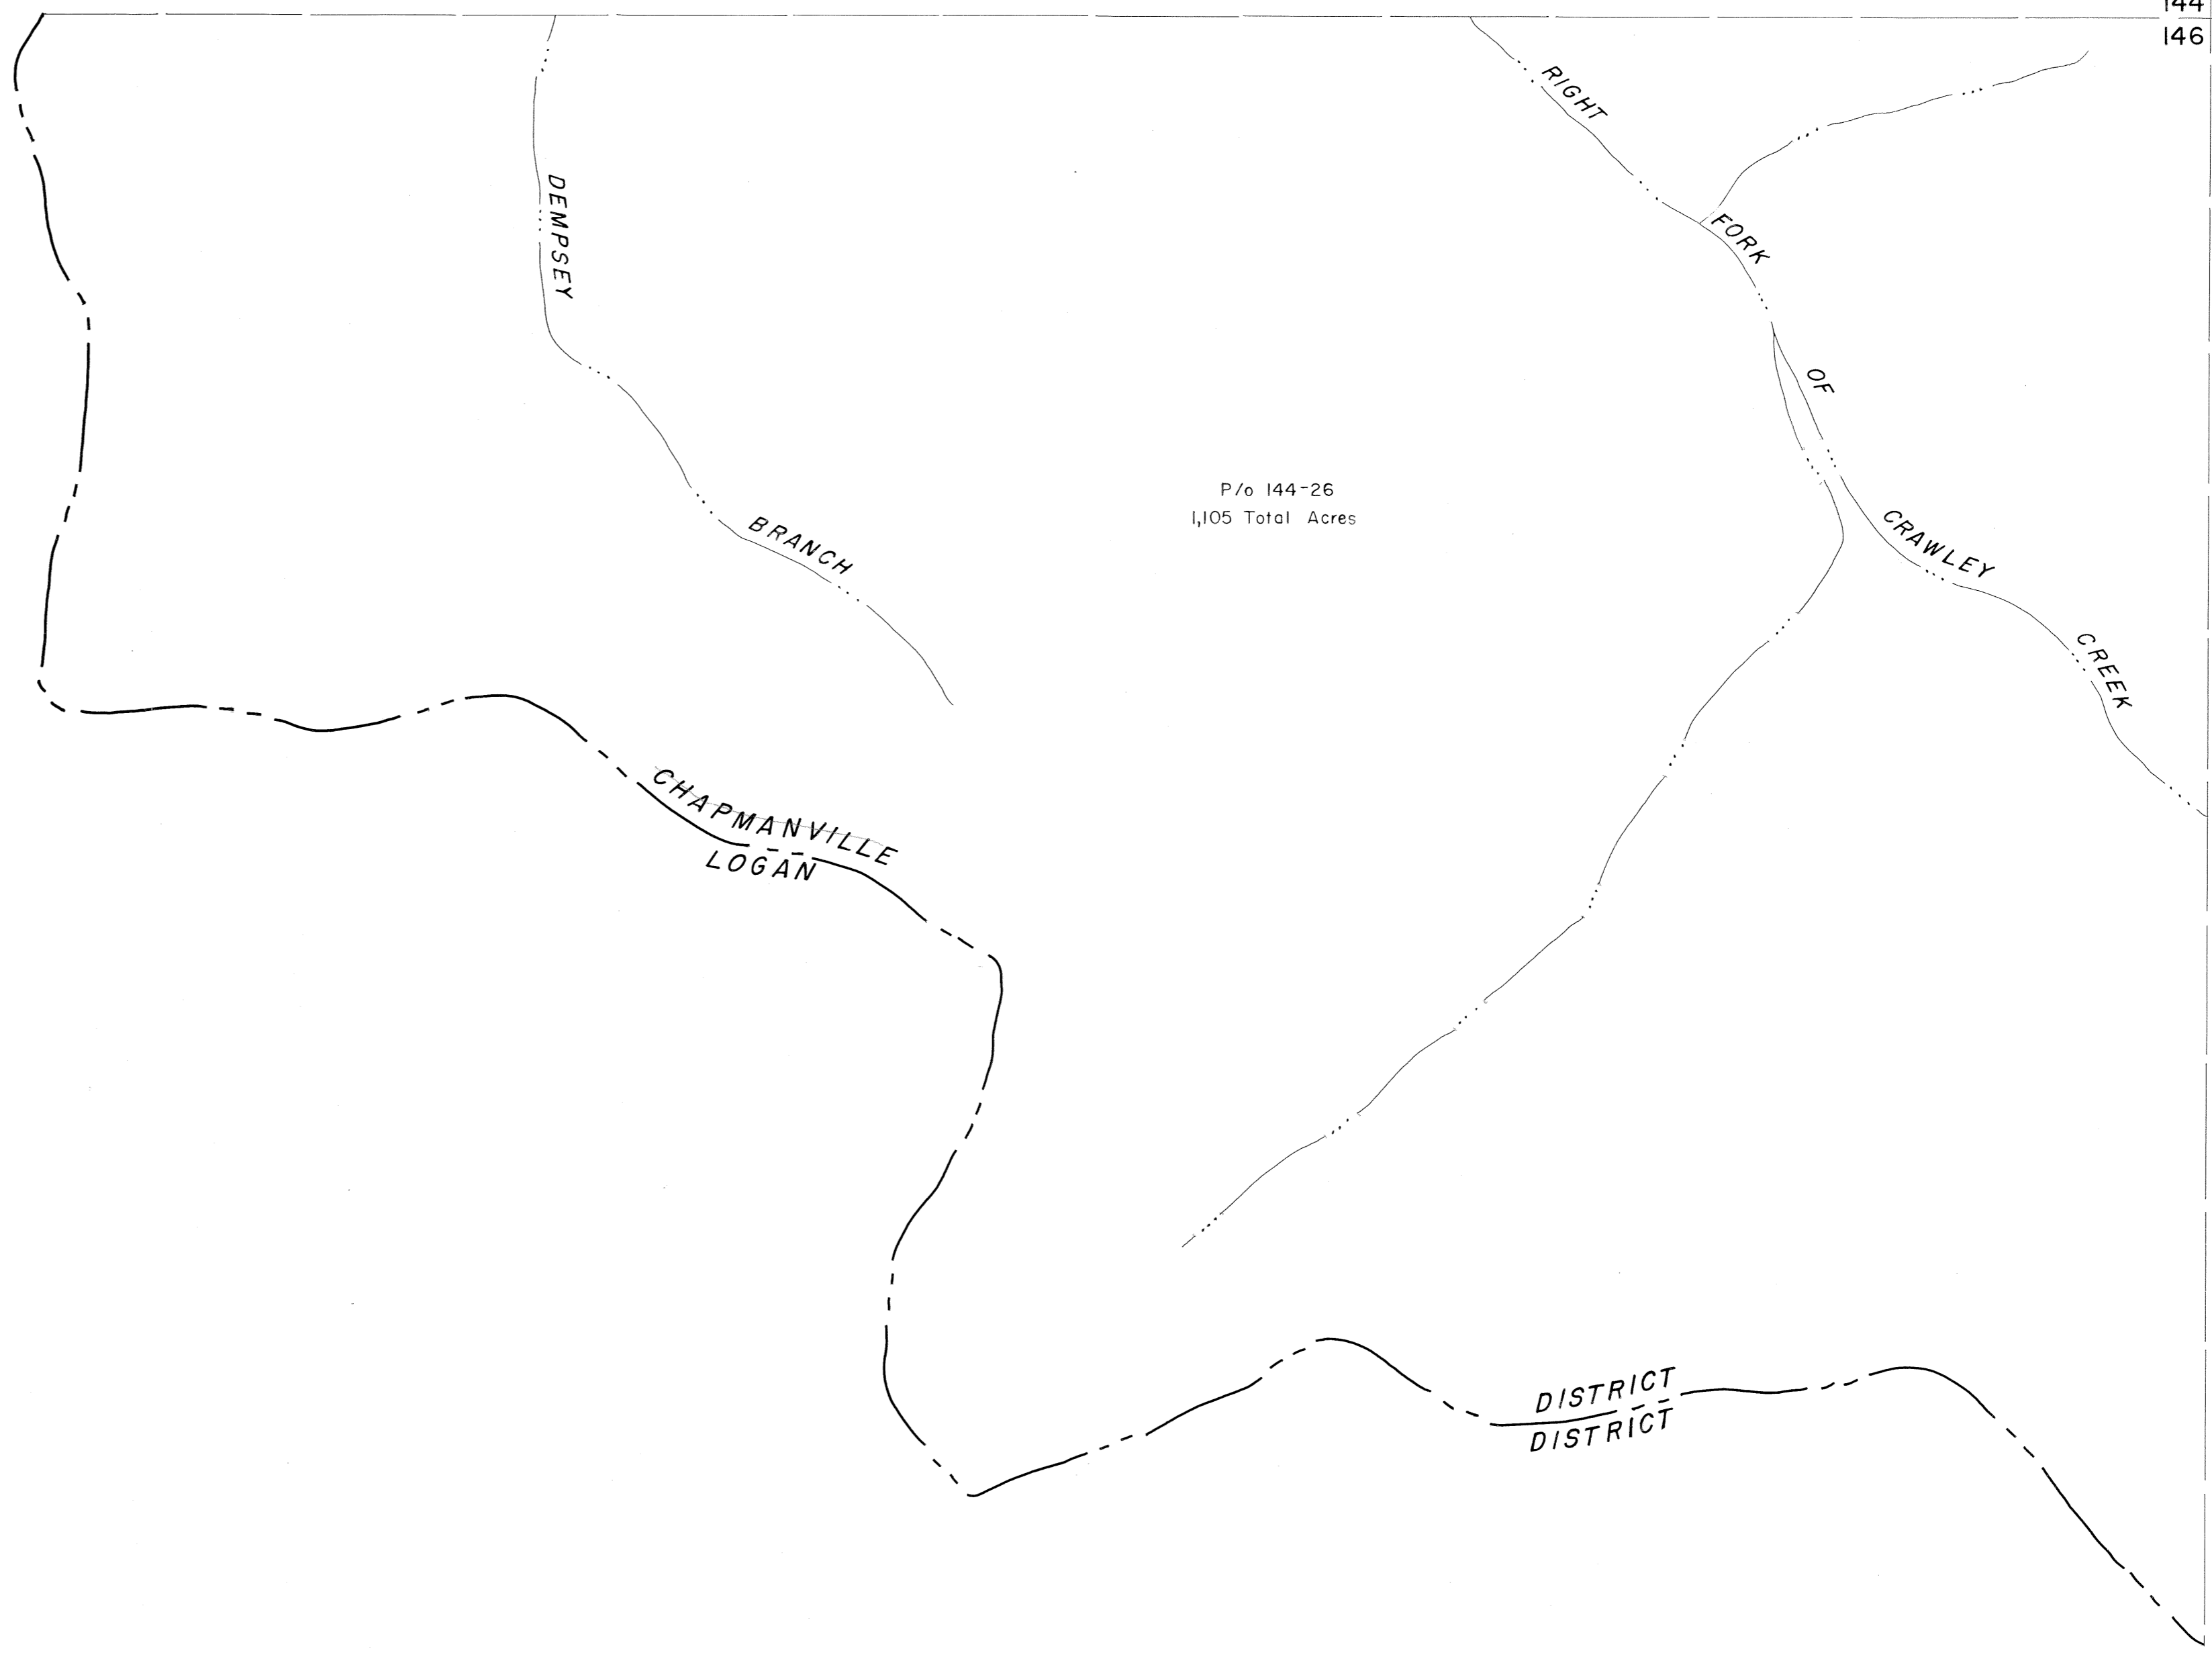 144
146
RIGHT FORK OF CRAWLEY CREEK
DEMPSEY BRANCH
P/o 144-26
1,105 Total Acres
CHAPMANVILLE DISTRICT
LOGAN DISTRICT